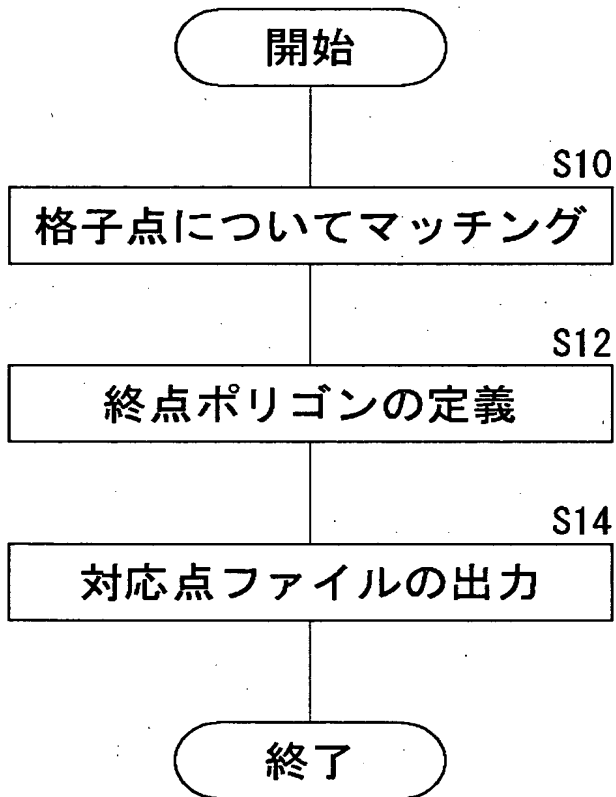 開始
S10
格子点についてマッチング
S12
終点ポリゴンの定義
S14
対応点ファイルの出力
終了